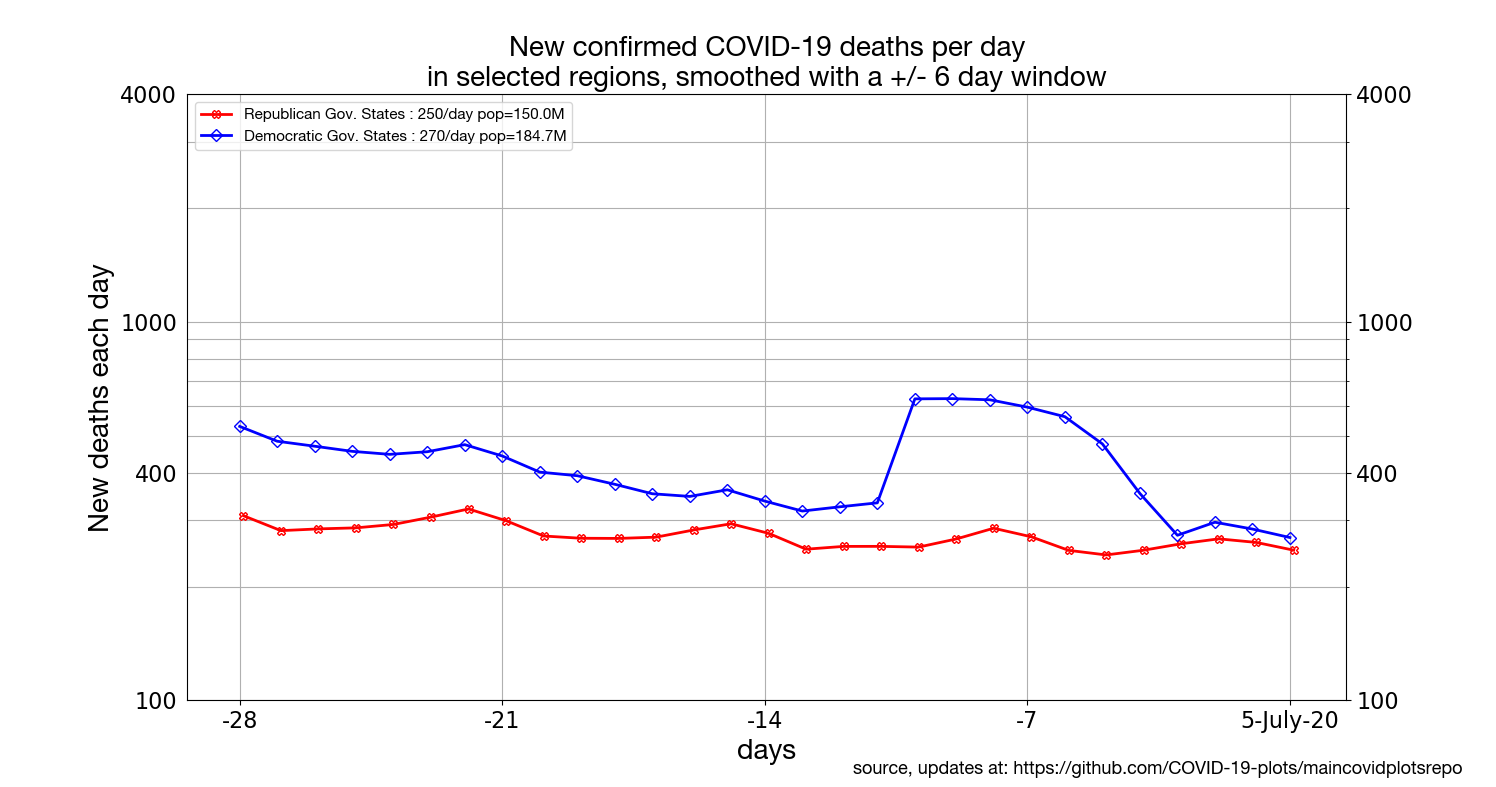 New confirmed COVID-19 deaths per day
in selected regions, smoothed with a +/- 6 day window
4000
4000
Republican Gov. States : 250/day pop=150.0M
Democratic Gov. States : 270/day pop=184.7M
New deaths each day
1000
1000
400
400
100
100
-28
-21
-14
-7
5-July-20
days
source, updates at: https://github.com/COVID-19-plots/maincovidplotsrepo